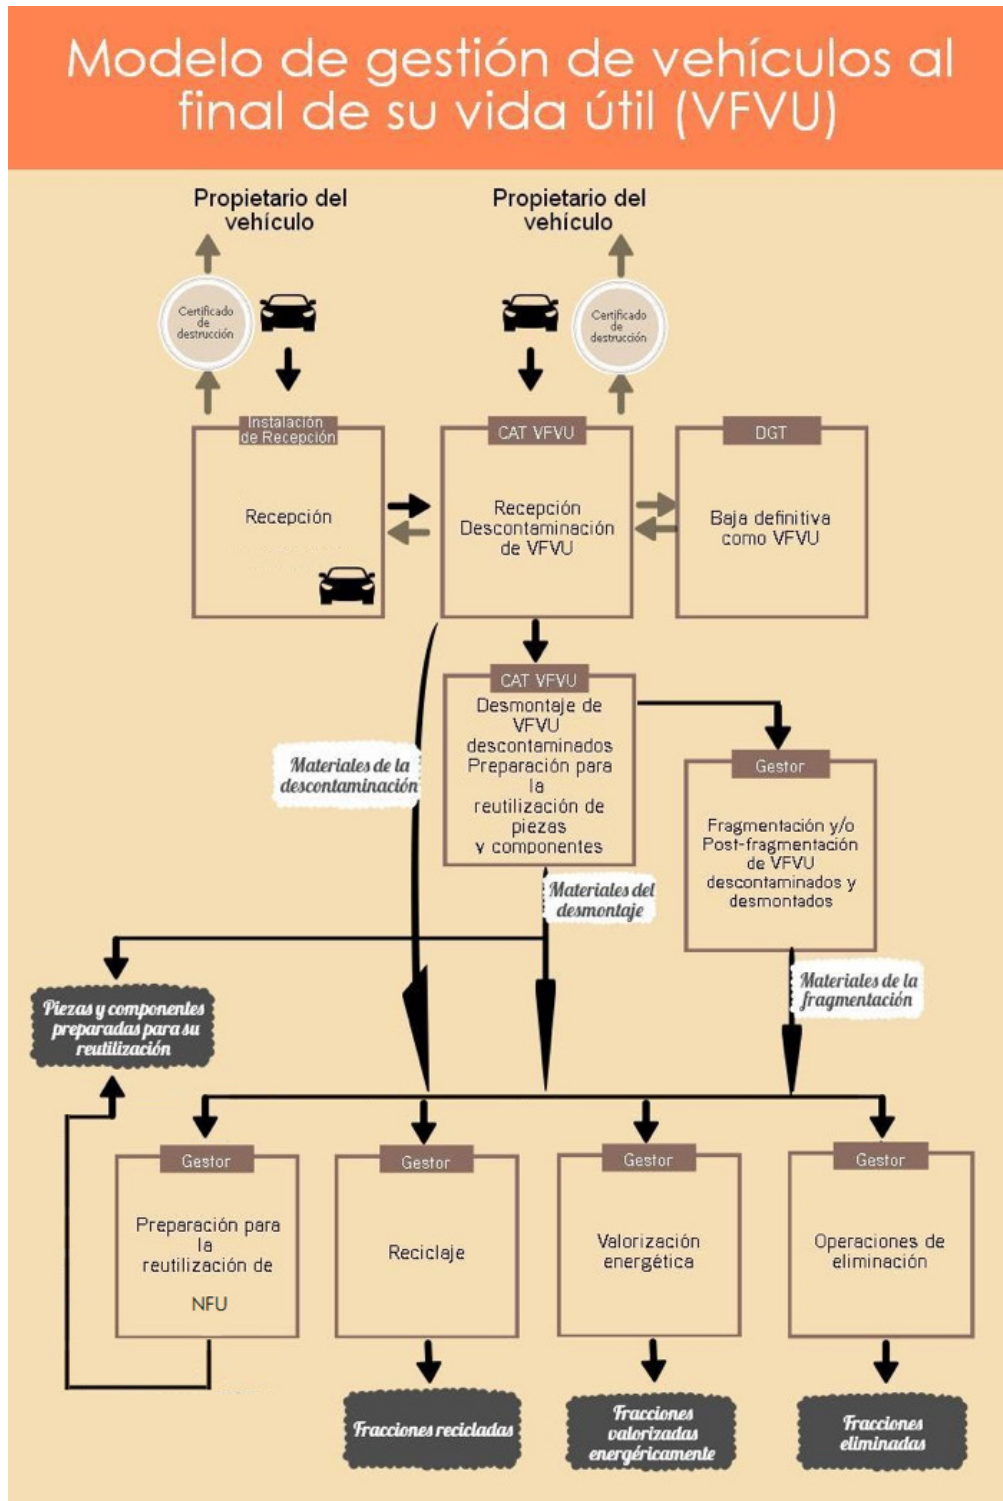 Modelo de gestión de vehículos al
final de su vida útil (VFVU)
Propietario del
vehículo
Propietario del
vehículo
Certificado
de
destrucción
Certificado
de
destrucción
Instalación
de Recepción
Recepción
CAT VFVU
Recepción
Descontaminación
de VFVU
DGT
Baja definitiva
como VFVU
CAT VFVU
Desmontaje de
VFVU
descontaminados
Preparación para
la
reutilización de
piezas
y componentes
Materiales de la
descontaminación
Gestor
Fragmentación y/o
Post-fragmentación
de VFVU
descontaminados y
desmontados
Materiales del
desmontaje
Materiales de la
fragmentación
Piezas y componentes
preparadas para su
reutilización
Gestor
Preparación para
la
reutilización de
NFU
Gestor
Reciclaje
Gestor
Valorización
energética
Gestor
Operaciones de
eliminación
Fracciones recicladas
Fracciones
valorizadas
energéricamente
Fracciones
eliminadas